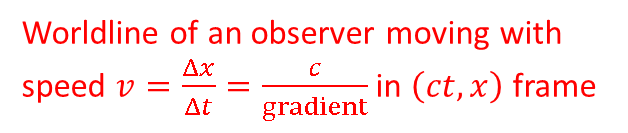 Worldline of an observer moving with
speed v = Δx/Δt = c/gradient in (ct, x) frame